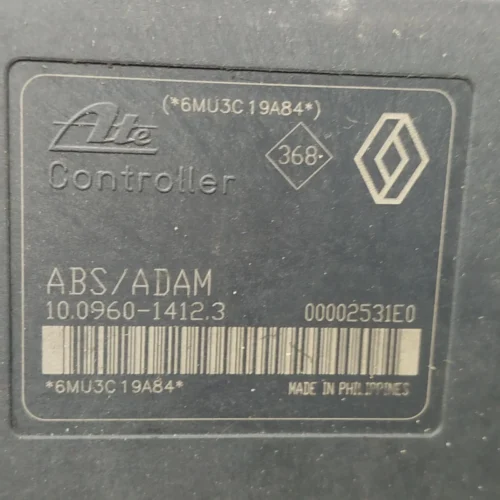 (*6MU3C19A84*)
Ate
368
Controller
ABS/ADAM
10.0960-1412.3 00002531E0
*6MU3C19A84* MADE IN PHILIPPINES